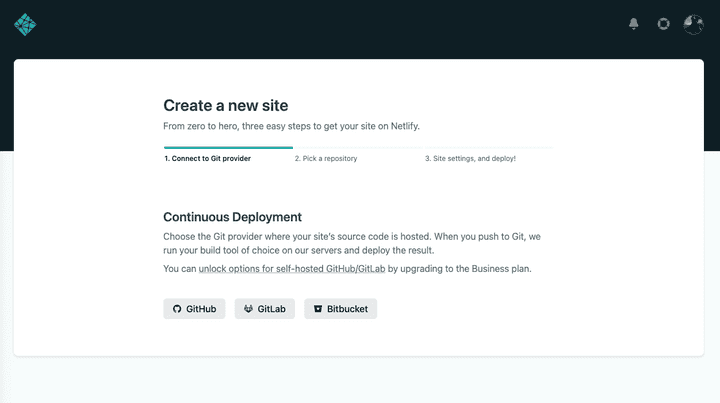 Create a new site
From zero to hero, three easy steps to get your site on Netlify.
1. Connect to Git provider
2. Pick a repository
3. Site settings, and deploy!
Continuous Deployment
Choose the Git provider where your site's source code is hosted. When you push to Git, we
run your build tool of choice on our servers and deploy the result.
You can unlock options for self-hosted GitHub/GitLab by upgrading to the Business plan.
GitHub
GitLab
Bitbucket